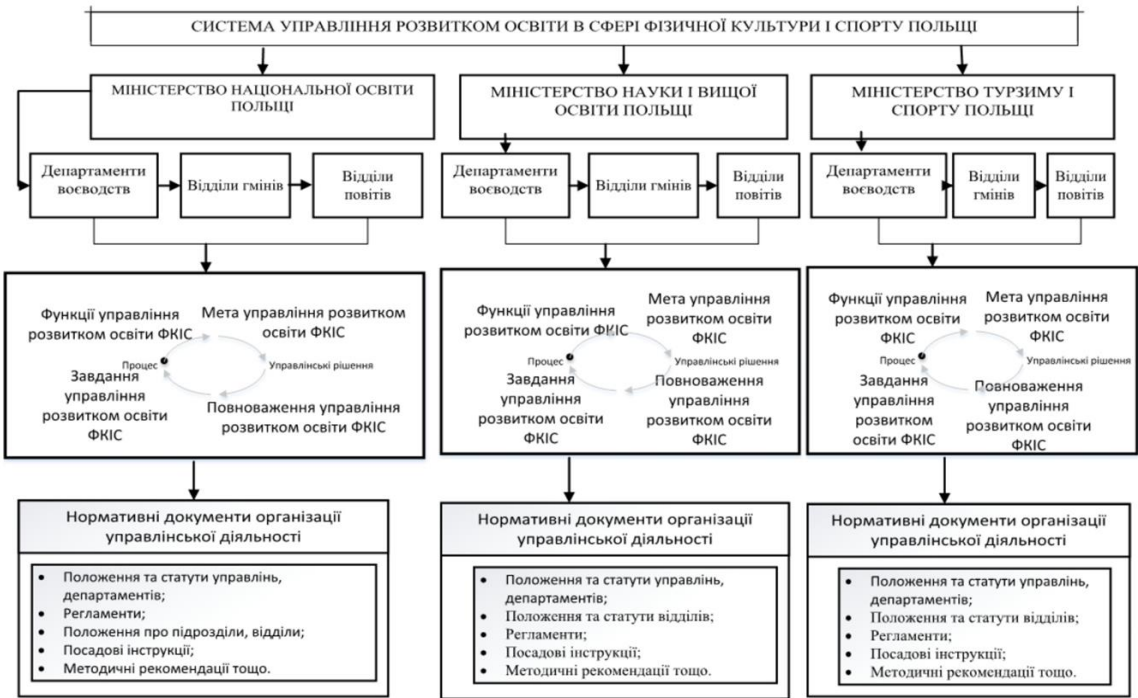 СИСТЕМА УПРАВЛІННЯ РОЗВИТКОМ ОСВІТИ В СФЕРІ ФІЗИЧНОЇ КУЛЬТУРИ І СПОРТУ ПОЛЬЩІ
МІНІСТЕРСТВО НАЦІОНАЛЬНОЇ ОСВІТИ
ПОЛЬЩІ
МІНІСТЕРСТВО НАУКИ І ВИЩОЇ
ОСВІТИ ПОЛЬЩІ
МІНІСТЕРСТВО ТУРЗИМУ І
СПОРТУ ПОЛЬЩІ
Департаменти
воєводств
Відділи гмінів
Відділи
повітів
Департаменти
воєводств
Відділи гмінів
Відділи
повітів
Департаменти
воєводств
Відділи
гмінів
Відділи
повітів
Функції управління
розвитком освіти ФКІС
Мета управління розвитком
освіти ФКІС
Процес
Управлінські рішення
Завдання
управління
розвитком освіти
ФКІС
Повноваження управління
розвитком освіти ФКІС
Функції управління
розвитком освіти ФКІС
Мета управління
розвитком освіти
ФКІС
Процес
Управлінські рішення
Завдання
управління
розвитком освіти
ФКІС
Повноваження
управління
розвитком освіти
ФКІС
Функції управління
розвитком освіти
ФКІС
Мета управління
розвитком освіти
ФКІС
Процес
Управлінські рішення
Завдання
управління
розвитком
освіти ФКІС
Повноваження
управління
розвитком освіти
ФКІС
Нормативні документи організації
управлінської діяльності
• Положення та статути управлінь,
департаментів;
• Регламенти;
• Положення про підрозділи, відділи;
• Посадові інструкції;
• Методичні рекомендації тощо.
Нормативні документи організації
управлінської діяльності
• Положення та статути управлінь,
департаментів;
• Положення та статути відділів;
• Регламенти;
• Посадові інструкції;
• Методичні рекомендації тощо.
Нормативні документи організації
управлінської діяльності
• Положення та статути управлінь,
департаментів;
• Положення та статути відділів;
• Регламенти;
• Посадові інструкції;
• Методичні рекомендації тощо.